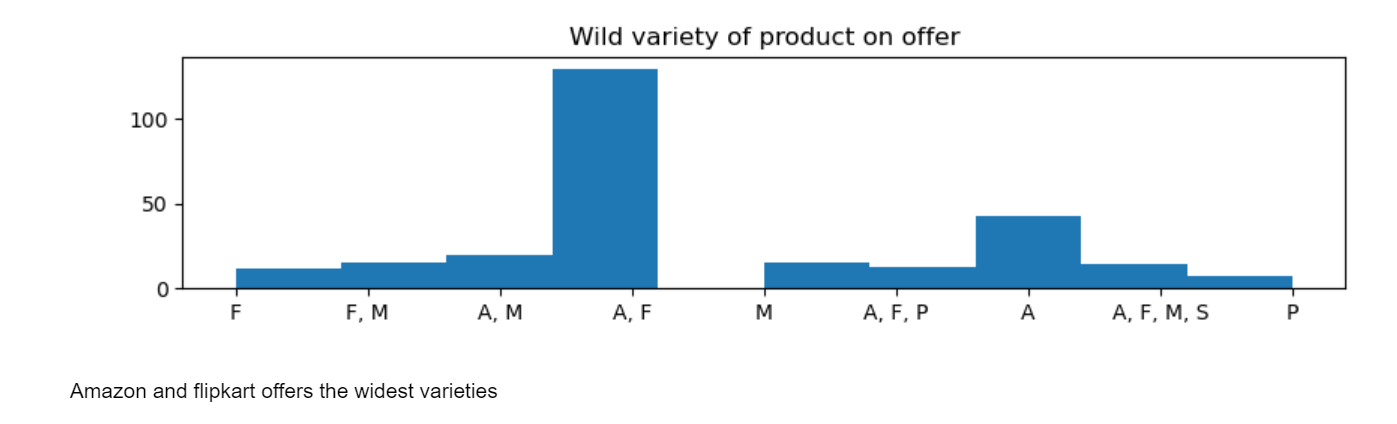 Wild variety of product on offer
100
50
0
F F, M A, M A, F M A, F, P A A, F, M, S P
Amazon and flipkart offers the widest varieties